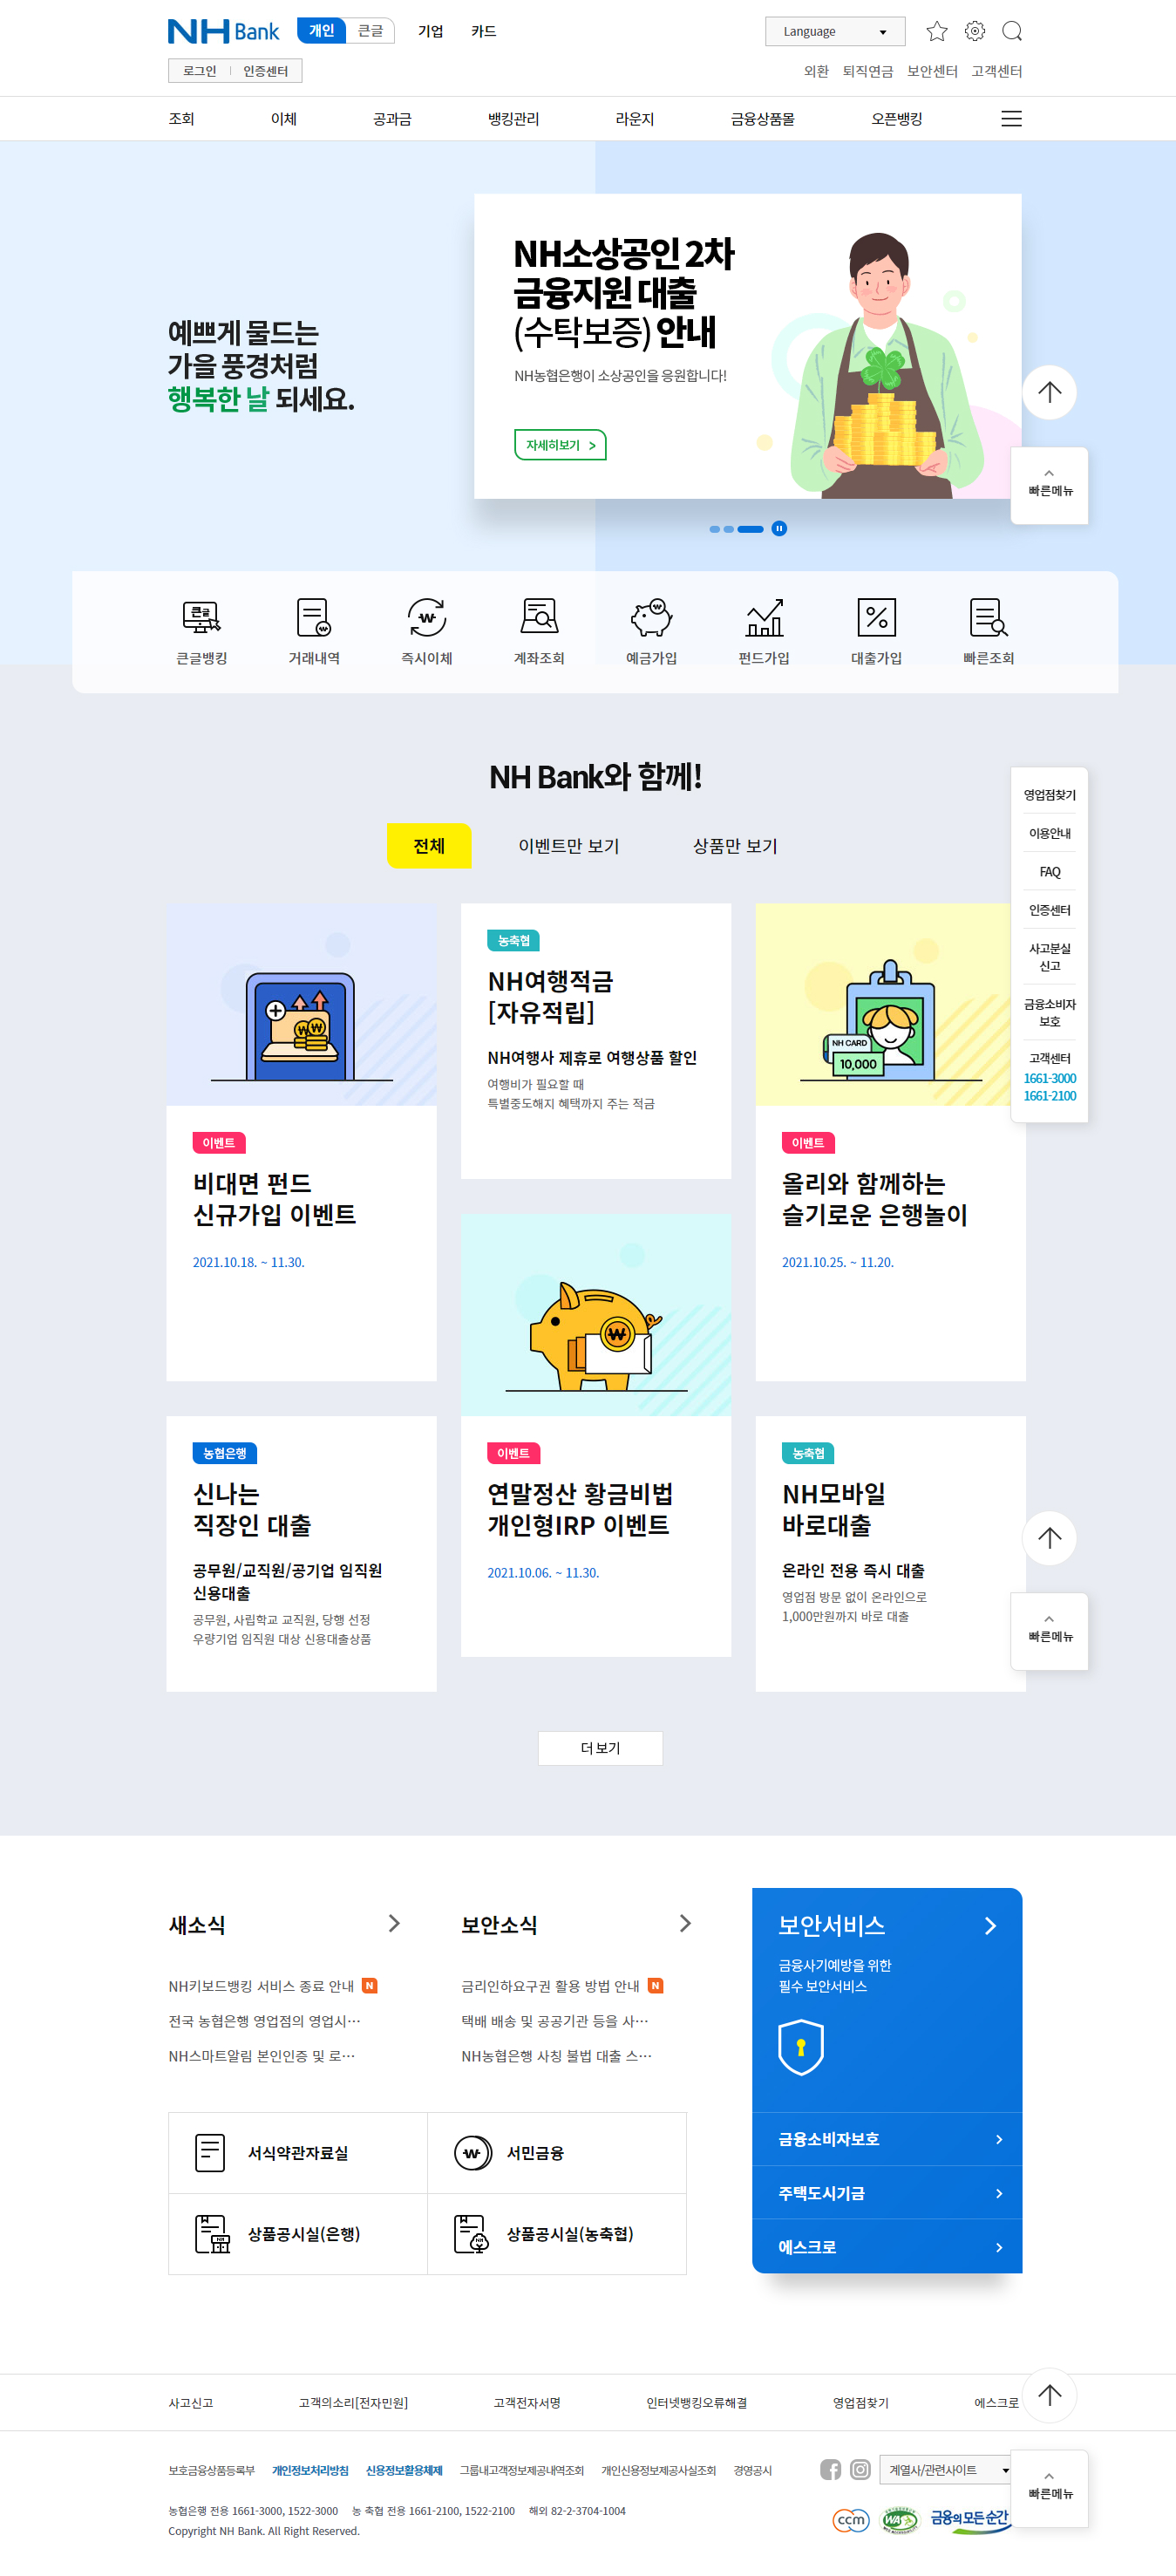 NH Bank 개인 큰글 기업 카드 Language
로그인 인증센터 외환 퇴직연금 보안센터 고객센터
조회 이체 공과금 뱅킹관리 라운지 금융상품몰 오픈뱅킹
예쁘게 물드는
가을 풍경처럼
행복한 날 되세요.
NH소상공인 2차
금융지원 대출
(수탁보증) 안내
NH농협은행이 소상공인을 응원합니다!
자세히보기 >
빠른메뉴
큰글
큰글뱅킹 거래내역 즉시이체 계좌조회 예금가입 펀드가입 대출가입 빠른조회
NH Bank와 함께!
전체 이벤트만 보기 상품만 보기
영업점찾기
이용안내
FAQ
인증센터
사고분실
신고
금융소비자
보호
고객센터
1661-3000
1661-2100
이벤트
비대면 펀드
신규가입 이벤트
2021.10.18. ~ 11.30.
농축협
NH여행적금
[자유적립]
NH여행사 제휴로 여행상품 할인
여행비가 필요할 때
특별중도해지 혜택까지 주는 적금
NH CARD
10,000
이벤트
올리와 함께하는
슬기로운 은행놀이
2021.10.25. ~ 11.20.
농협은행
신나는
직장인 대출
공무원/교직원/공기업 임직원
신용대출
공무원, 사립학교 교직원, 당행 선정
우량기업 임직원 대상 신용대출상품
이벤트
연말정산 황금비법
개인형IRP 이벤트
2021.10.06. ~ 11.30.
농축협
NH모바일
바로대출
온라인 전용 즉시 대출
영업점 방문 없이 온라인으로
1,000만원까지 바로 대출
빠른메뉴
더 보기
새소식
NH키보드뱅킹 서비스 종료 안내 N
전국 농협은행 영업점의 영업시…
NH스마트알림 본인인증 및 로…
보안소식
금리인하요구권 활용 방법 안내 N
택배 배송 및 공공기관 등을 사…
NH농협은행 사칭 불법 대출 스…
보안서비스
금융사기예방을 위한
필수 보안서비스
금융소비자보호
주택도시기금
에스크로
서식약관자료실 서민금융
상품공시실(은행) 상품공시실(농축협)
사고신고 고객의소리[전자민원] 고객전자서명 인터넷뱅킹오류해결 영업점찾기 에스크로
보호금융상품등록부 개인정보처리방침 신용정보활용체제 그룹내고객정보제공내역조회 개인신용정보제공사실조회 경영공시 계열사/관련사이트
빠른메뉴
농협은행 전용 1661-3000, 1522-3000 농 축협 전용 1661-2100, 1522-2100 해외 82-2-3704-1004
Copyright NH Bank. All Right Reserved.
ccm WA 금융의 모든 순간